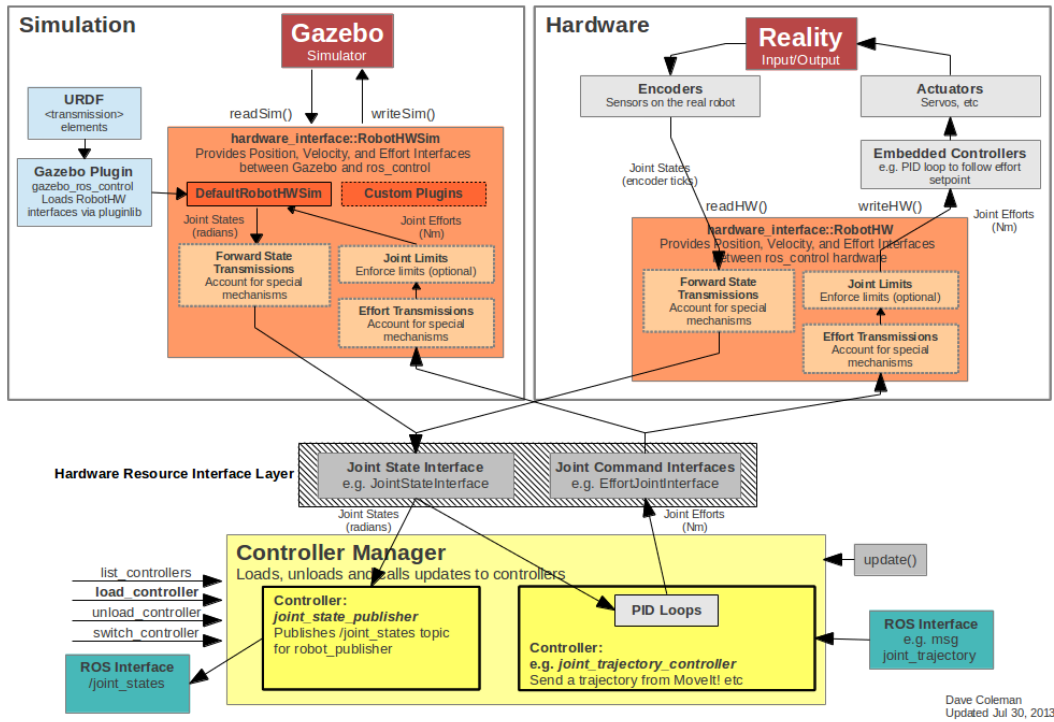 Simulation
Gazebo
Simulator
readSim()
writeSim()
URDF
<transmission>
elements
Gazebo Plugin
gazebo_ros_control
Loads RobotHW
interfaces via pluginlib
hardware_interface::RobotHWSim
Provides Position, Velocity, and Effort Interfaces
between Gazebo and ros_control
DefaultRobotHWSim
Custom Plugins
Joint States
(radians)
Joint Efforts
(Nm)
Forward State
Transmissions
Account for special
mechanisms
Joint Limits
Enforce limits (optional)
Effort Transmissions
Account for special
mechanisms
Hardware
Reality
Input/Output
Encoders
Sensors on the real robot
Actuators
Servos, etc
Embedded Controllers
e.g. PID loop to follow effort
setpoint
Joint States
(encoder ticks)
readHW()
writeHW()
Joint Efforts
(Nm)
hardware_interface::RobotHW
Provides Position, Velocity, and Effort Interfaces
between ros_control hardware
Forward State
Transmissions
Account for special
mechanisms
Joint Limits
Enforce limits (optional)
Effort Transmissions
Account for special
mechanisms
Hardware Resource Interface Layer
Joint State Interface
e.g. JointStateInterface
Joint Command Interfaces
e.g. EffortJointInterface
Joint States
(radians)
Joint Efforts
(Nm)
Controller Manager
Loads, unloads and calls updates to controllers
update()
list_controllers
load_controller
unload_controller
switch_controller
Controller:
joint_state_publisher
Publishes /joint_states topic
for robot_publisher
PID Loops
Controller:
e.g. joint_trajectory_controller
Send a trajectory from MoveIt! etc
ROS Interface
/joint_states
ROS Interface
e.g. msg
joint_trajectory
Dave Coleman
Updated Jul 30, 2013